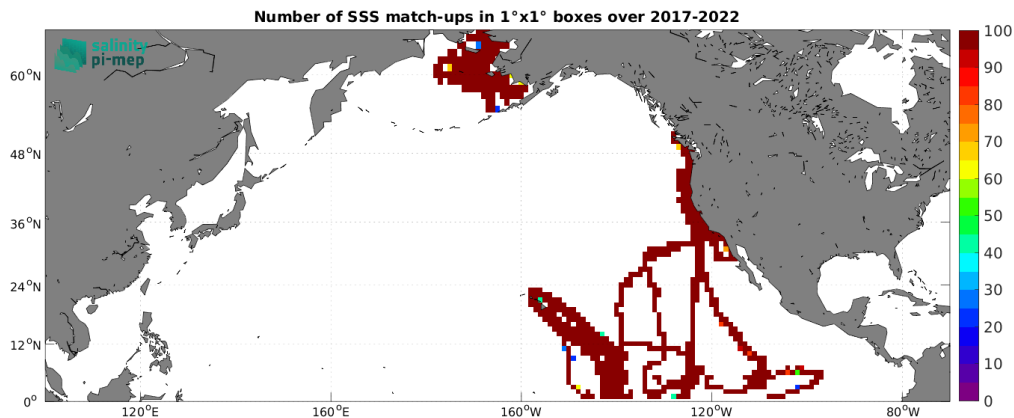 Number of SSS match-ups in 1°x1° boxes over 2017-2022
salinity
pi-mep
60°N
48°N
36°N
24°N
12°N
0°
120°E
160°E
160°W
120°W
80°W
100
90
80
70
60
50
40
30
20
10
0